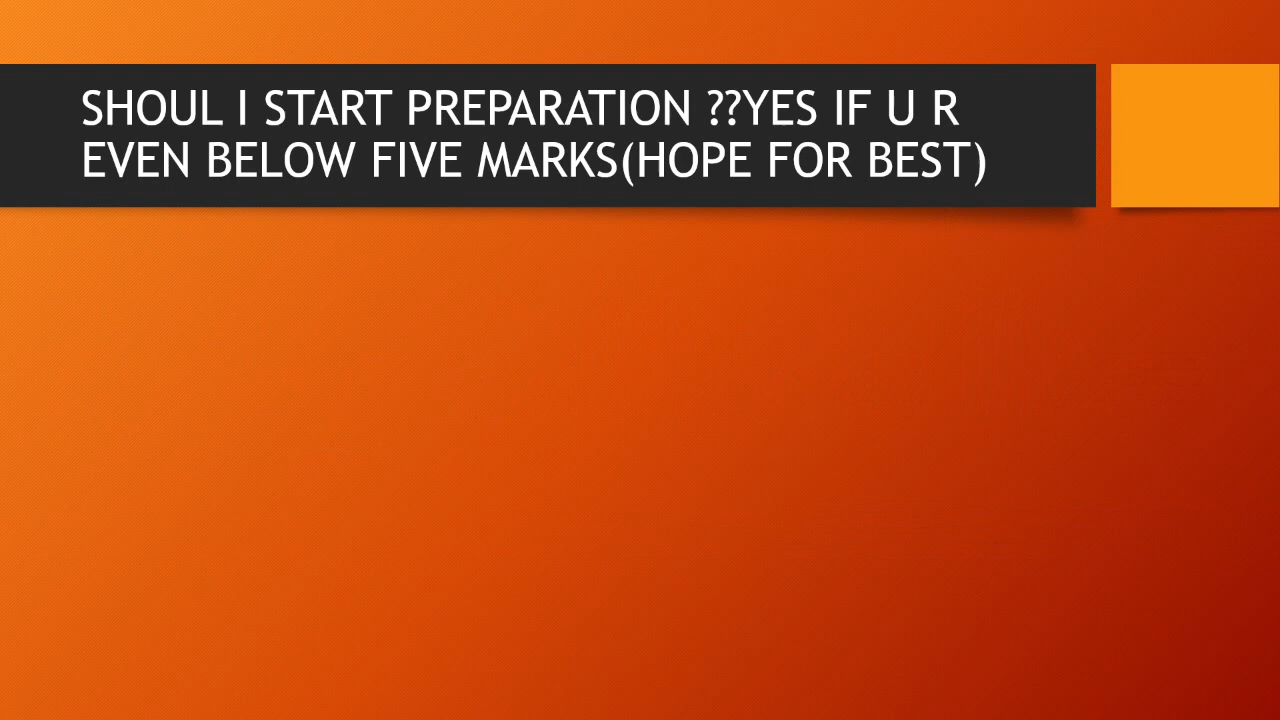 SHOUL I START PREPARATION ??YES IF U R
EVEN BELOW FIVE MARKS(HOPE FOR BEST)